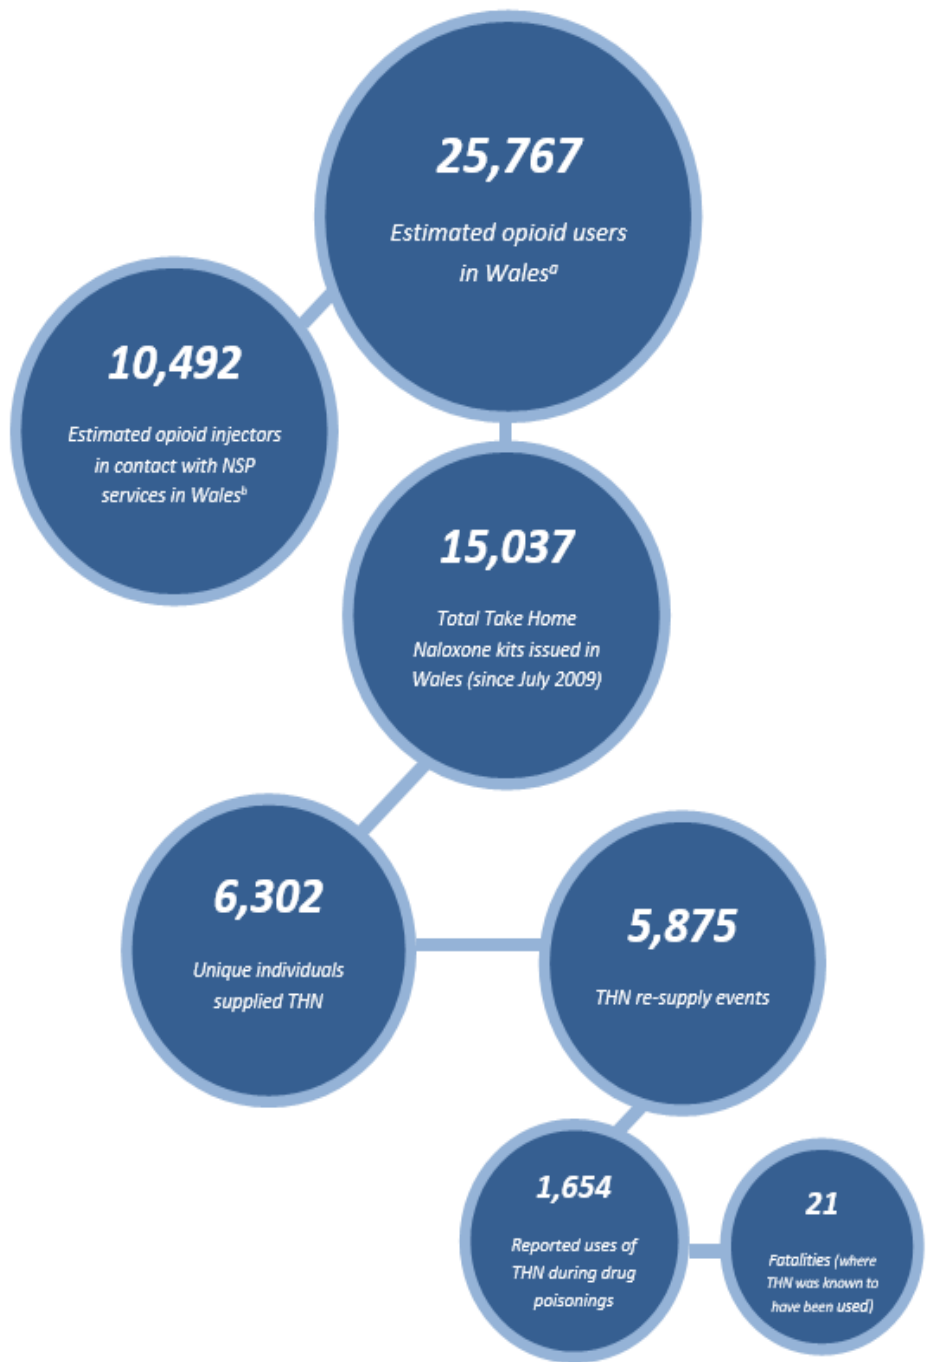 25,767
Estimated opioid users
in Walesᵃ
10,492
Estimated opioid injectors
in contact with NSP
services in Walesᵇ
15,037
Total Take Home
Naloxone kits issued in
Wales (since July 2009)
6,302
Unique individuals
supplied THN
5,875
THN re-supply events
1,654
Reported uses of
THN during drug
poisonings
21
Fatalities (where
THN was known to
have been used)